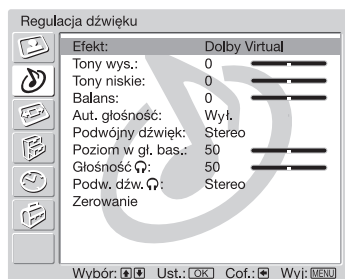 Regulacja dźwięku
Efekt: Dolby Virtual
Tony wys.: 0
Tony niskie: 0
Balans: 0
Aut. głośność: Wył.
Podwójny dźwięk: Stereo
Poziom w gł. bas.: 50
Głośność 🎧: 50
Podw. dźw. 🎧: Stereo
Zerowanie
Wybór: Ust.: OK Cof.: Wyj: MENU